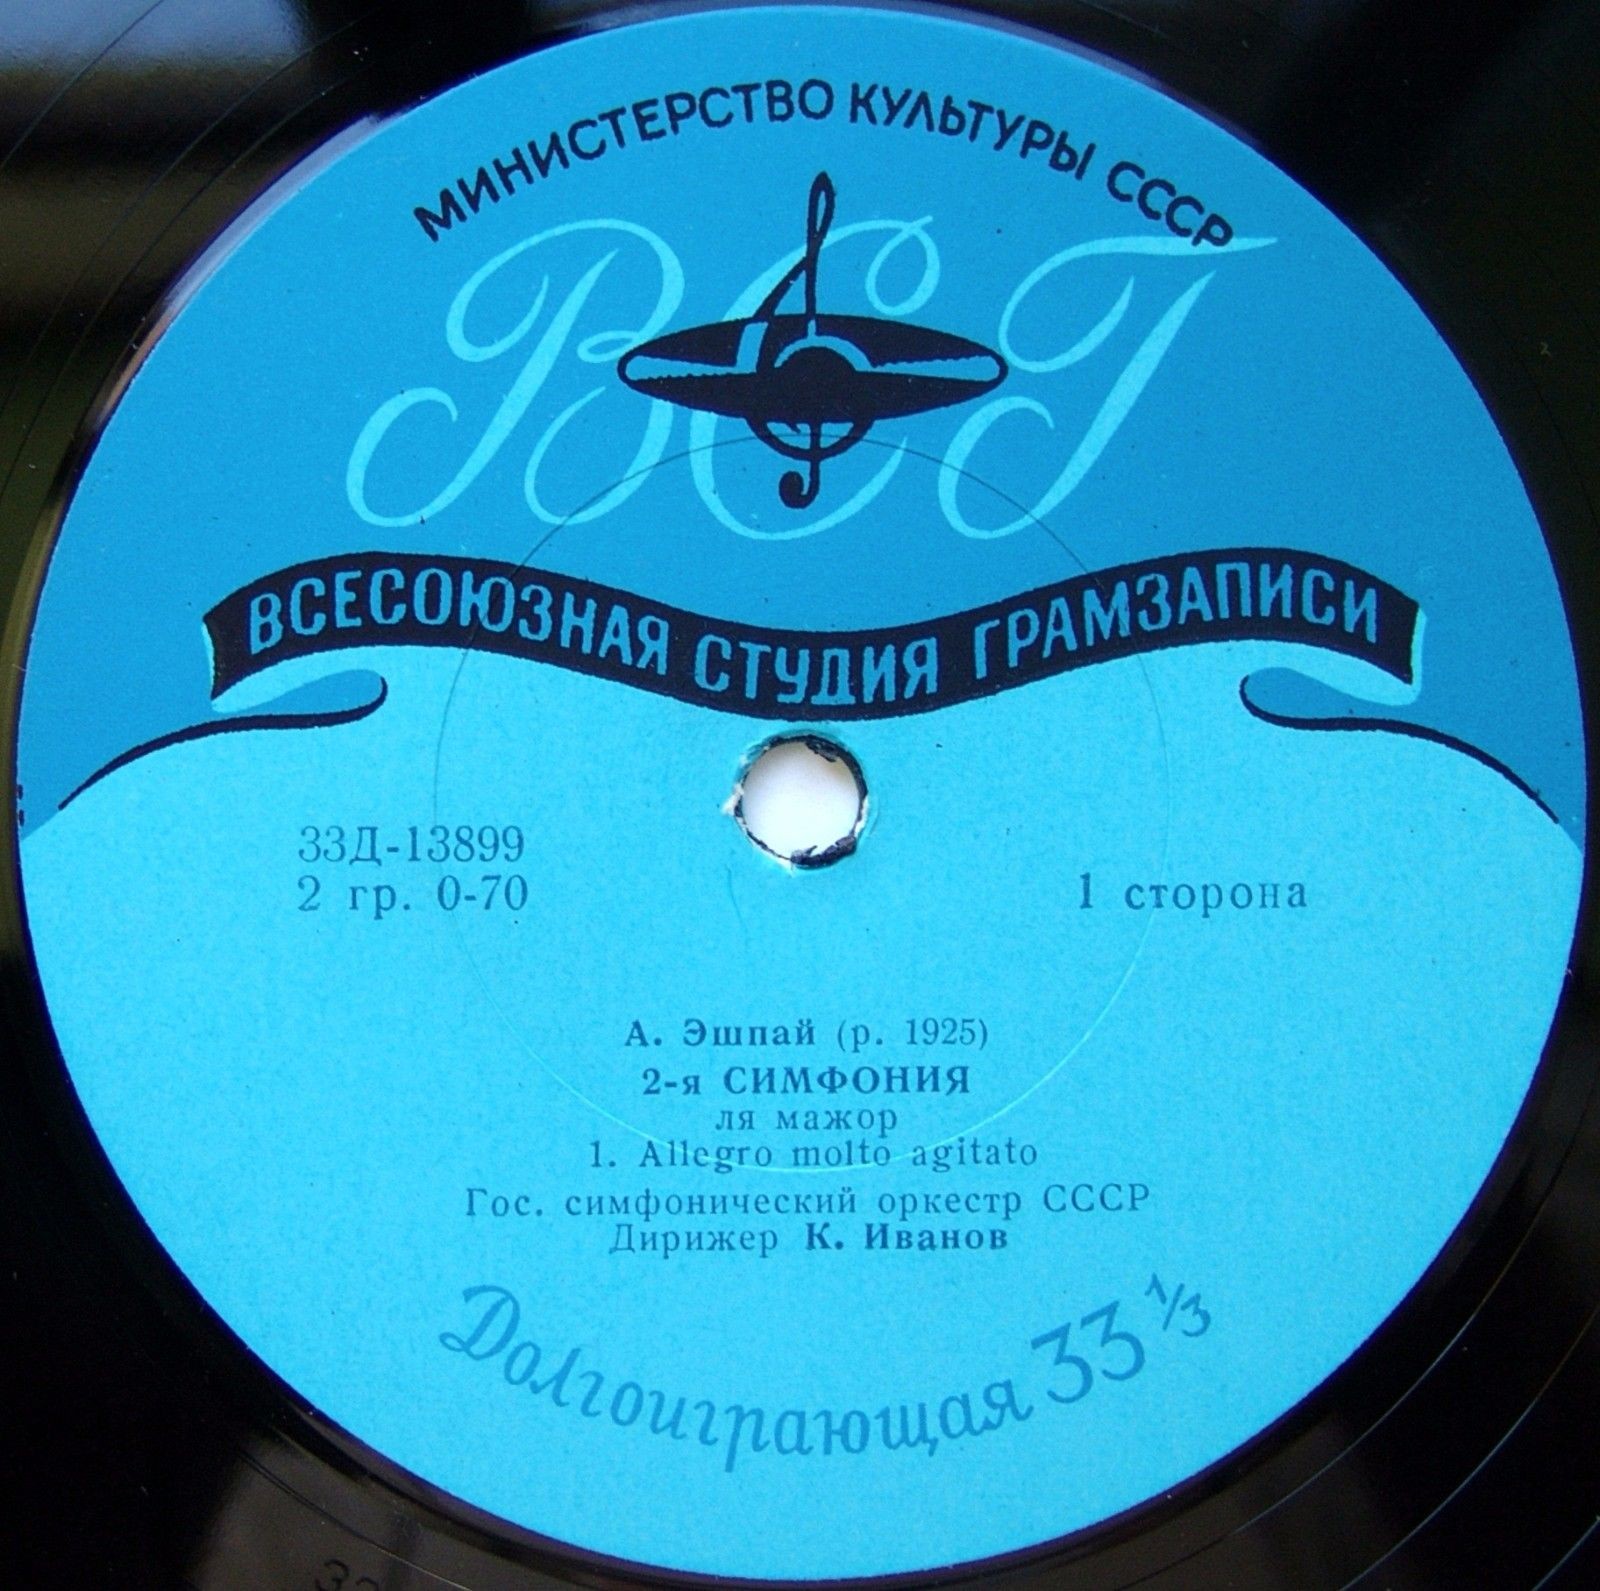 МИНИСТЕРСТВО КУЛЬТУРЫ СССР
ВСГ
ВСЕСОЮЗНАЯ СТУДИЯ ГРАМЗАПИСИ
33Д-13899
2 гр. 0-70
1 сторона
А. Эшпай (р. 1925)
2-я СИМФОНИЯ
ля мажор
1. Allegro molto agitato
Гос. симфонический оркестр СССР
Дирижер К. Иванов
Долгоиграющая 33 1/3